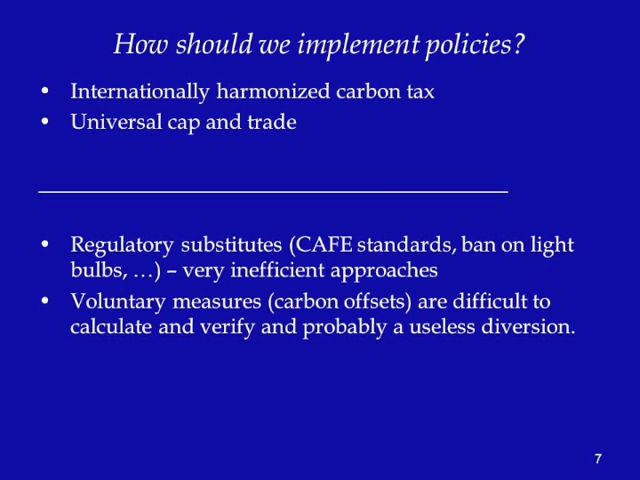 How should we implement policies?
• Internationally harmonized carbon tax
• Universal cap and trade
• Regulatory substitutes (CAFE standards, ban on light
bulbs, …) – very inefficient approaches
• Voluntary measures (carbon offsets) are difficult to
calculate and verify and probably a useless diversion.
7